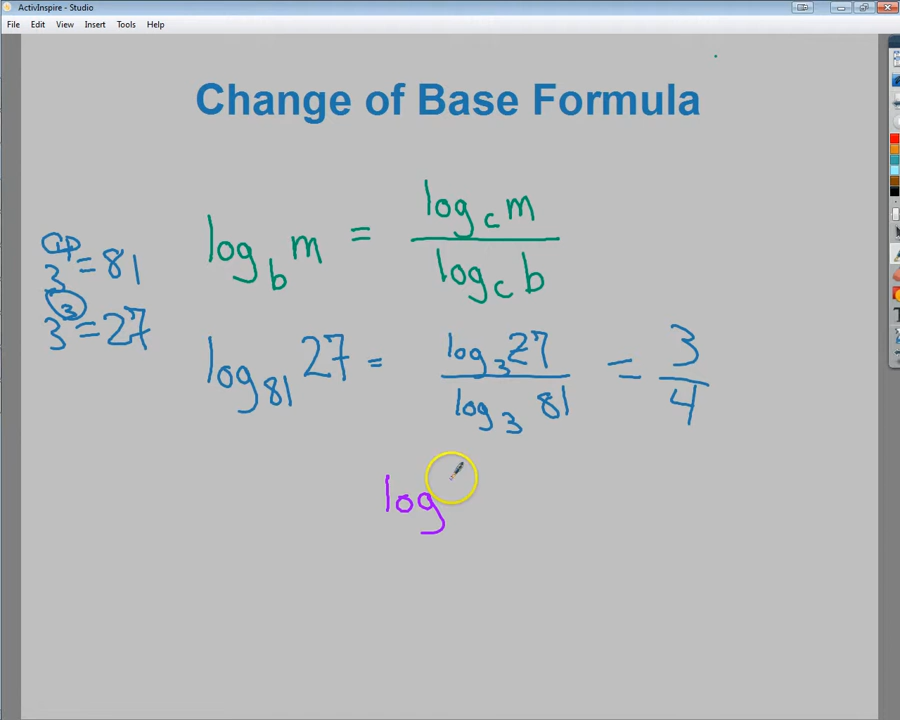 ActivInspire - Studio
File Edit View Insert Tools Help
Change of Base Formula
log_b m = log_c m / log_c b
3^4 = 81
3^3 = 27
log_81 27 = log_3 27 / log_3 81 = 3/4
log